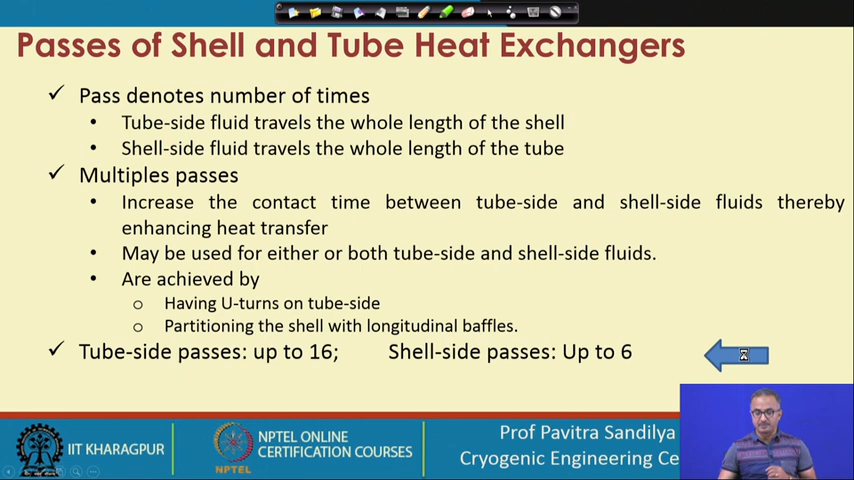 Passes of Shell and Tube Heat Exchangers
✓ Pass denotes number of times
• Tube-side fluid travels the whole length of the shell
• Shell-side fluid travels the whole length of the tube
✓ Multiples passes
• Increase the contact time between tube-side and shell-side fluids thereby
enhancing heat transfer
• May be used for either or both tube-side and shell-side fluids.
• Are achieved by
o Having U-turns on tube-side
o Partitioning the shell with longitudinal baffles.
✓ Tube-side passes: up to 16; Shell-side passes: Up to 6
IIT KHARAGPUR
NPTEL
NPTEL ONLINE
CERTIFICATION COURSES
Prof Pavitra Sandilya
Cryogenic Engineering Ce